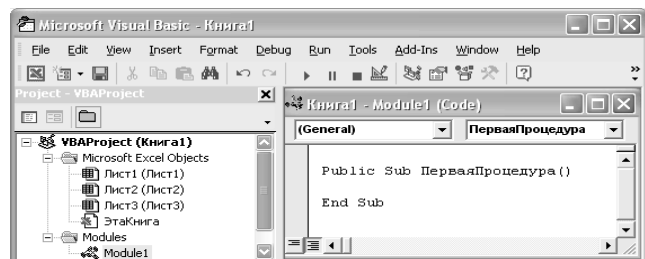 Microsoft Visual Basic - Книга1
File Edit View Insert Format Debug Run Tools Add-Ins Window Help
Project - VBAProject
VBAProject (Книга1)
Microsoft Excel Objects
Лист1 (Лист1)
Лист2 (Лист2)
Лист3 (Лист3)
ЭтаКнига
Modules
Module1
Книга1 - Module1 (Code)
(General) ПерваяПроцедура
Public Sub ПерваяПроцедура()
End Sub